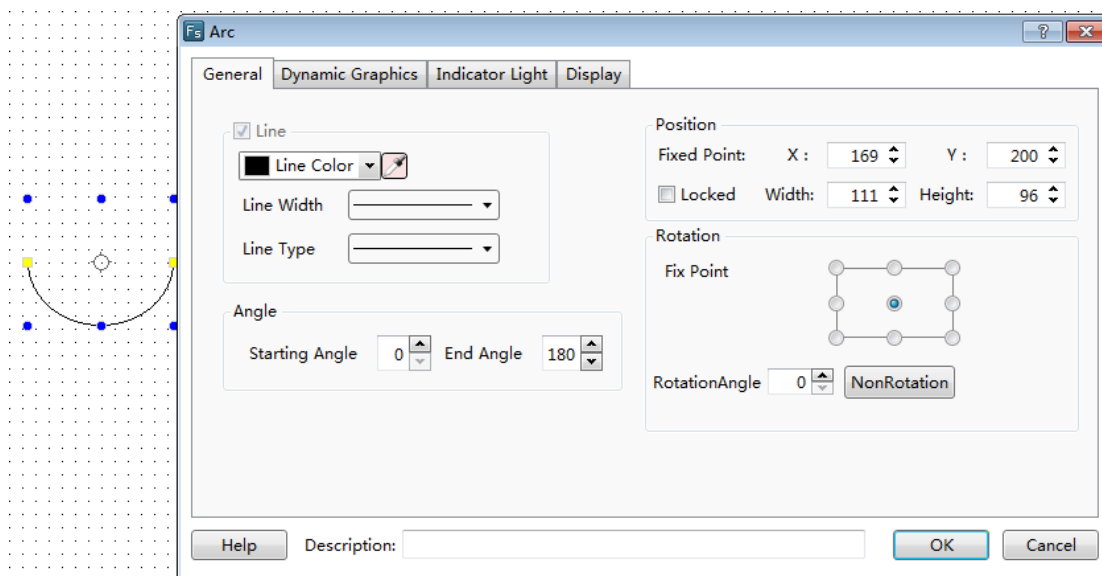 Fs Arc
General Dynamic Graphics Indicator Light Display
Line
Line Color
Line Width
Line Type
Angle
Starting Angle 0 End Angle 180
Position
Fixed Point: X : 169 Y : 200
Locked Width: 111 Height: 96
Rotation
Fix Point
RotationAngle 0 NonRotation
Help Description: OK Cancel